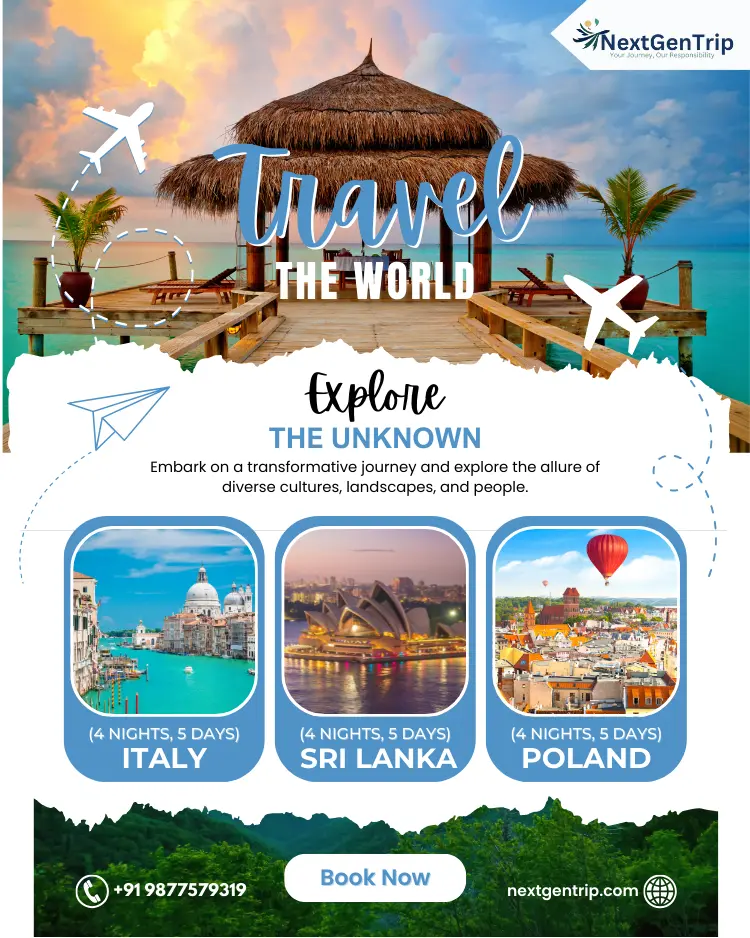 NextGenTrip
Your Journey, Our Responsibility
Travel
THE WORLD
Explore
THE UNKNOWN
Embark on a transformative journey and explore the allure of
diverse cultures, landscapes, and people.
(4 NIGHTS, 5 DAYS)
ITALY
(4 NIGHTS, 5 DAYS)
SRI LANKA
(4 NIGHTS, 5 DAYS)
POLAND
+91 9877579319
Book Now
nextgentrip.com